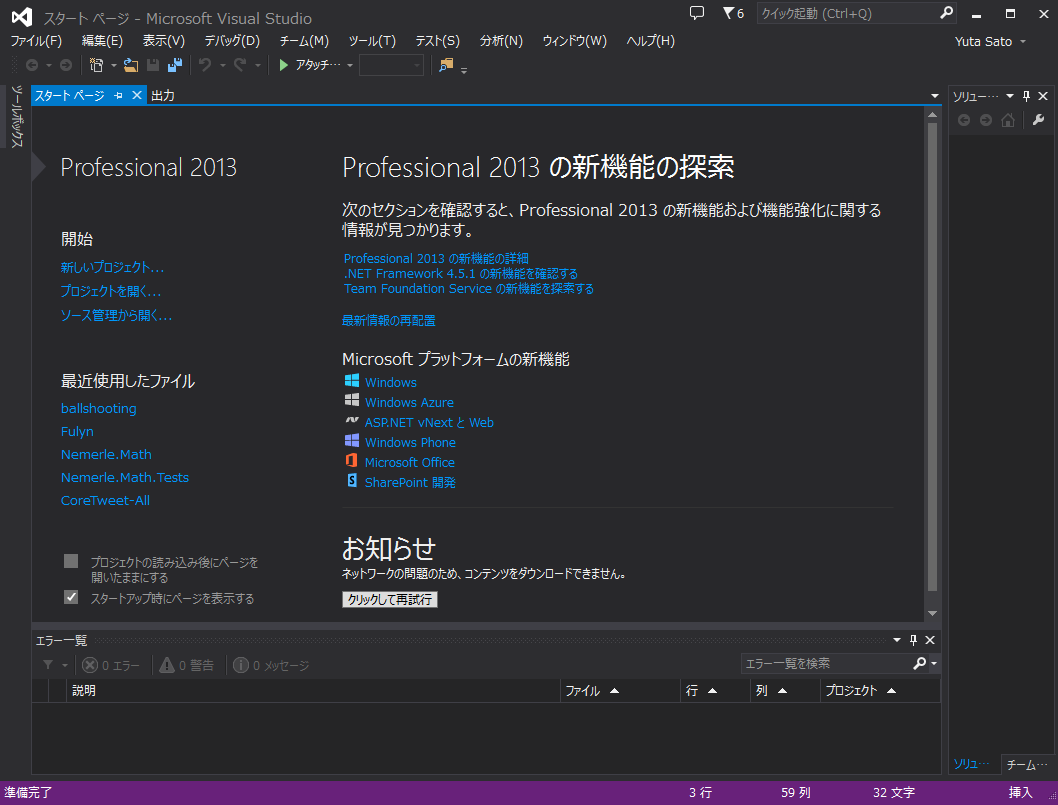 スタート ページ - Microsoft Visual Studio
6
クイック起動 (Ctrl+Q)
ファイル(F) 編集(E) 表示(V) デバッグ(D) チーム(M) ツール(T) テスト(S) 分析(N) ウィンドウ(W) ヘルプ(H)
Yuta Sato
アタッチ…
ツールボックス
スタート ページ
出力
ソリュー…
Professional 2013
開始
新しいプロジェクト...
プロジェクトを開く...
ソース管理から開く...
最近使用したファイル
ballshooting
Fulyn
Nemerle.Math
Nemerle.Math.Tests
CoreTweet-All
プロジェクトの読み込み後にページを
開いたままにする
スタートアップ時にページを表示する
Professional 2013 の新機能の探索
次のセクションを確認すると、Professional 2013 の新機能および機能強化に関する
情報が見つかります。
Professional 2013 の新機能の詳細
.NET Framework 4.5.1 の新機能を確認する
Team Foundation Service の新機能を探索する
最新情報の再配置
Microsoft プラットフォームの新機能
Windows
Windows Azure
ASP.NET vNext と Web
Windows Phone
Microsoft Office
SharePoint 開発
お知らせ
ネットワークの問題のため、コンテンツをダウンロードできません。
クリックして再試行
エラー一覧
0 エラー 0 警告 0 メッセージ
エラー一覧を検索
説明 ファイル 行 列 プロジェクト
ソリュ… チーム…
準備完了 3 行 59 列 32 文字 挿入